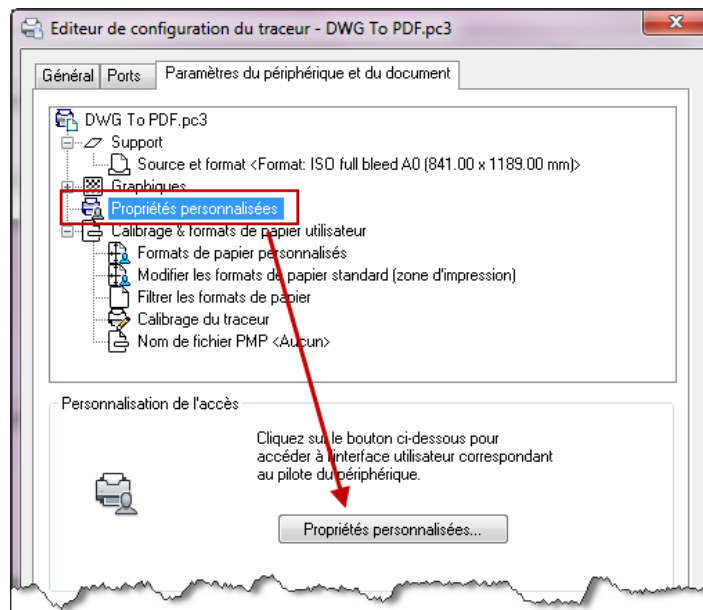 Editeur de configuration du traceur - DWG To PDF.pc3
Général Ports Paramètres du périphérique et du document
DWG To PDF.pc3
Support
Source et format <Format: ISO full bleed A0 (841.00 x 1189.00 mm)>
Graphiques
Propriétés personnalisées
Calibrage & formats de papier utilisateur
Formats de papier personnalisés
Modifier les formats de papier standard (zone d'impression)
Filtrer les formats de papier
Calibrage du traceur
Nom de fichier PMP <Aucun>
Personnalisation de l'accès
Cliquez sur le bouton ci-dessous pour
accéder à l'interface utilisateur correspondant
au pilote du périphérique.
Propriétés personnalisées...